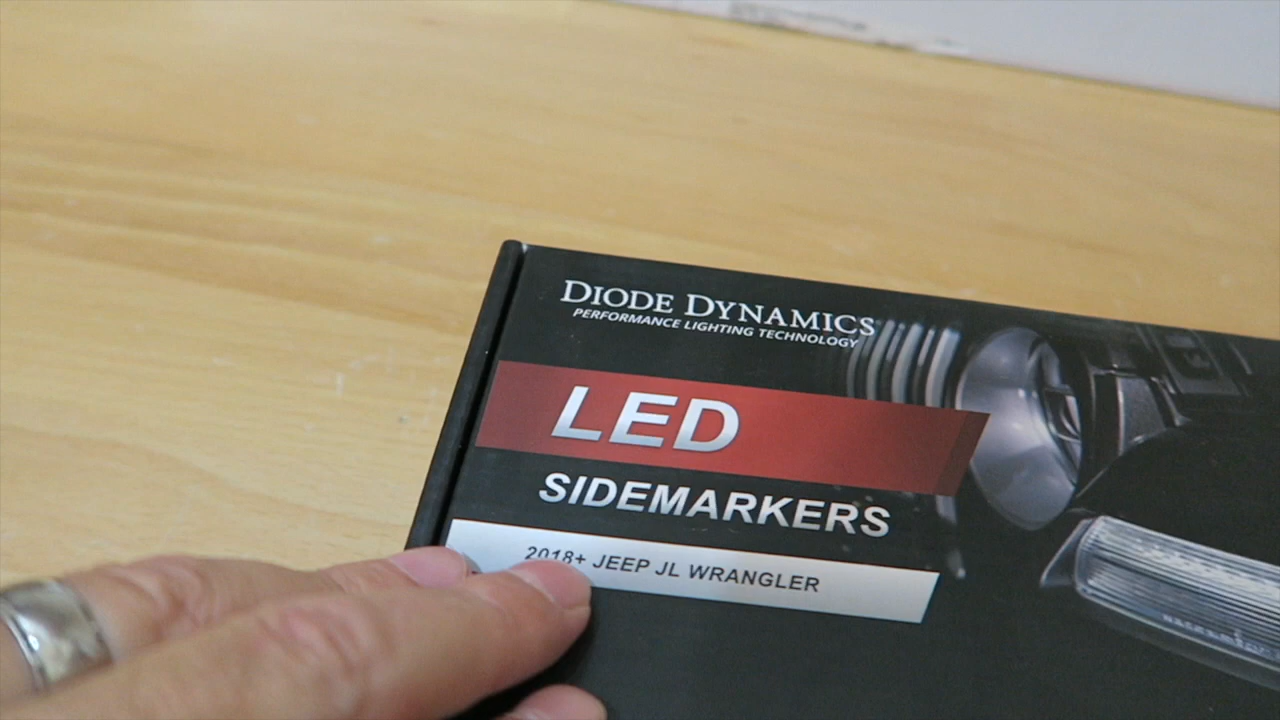 DIODE DYNAMICS
PERFORMANCE LIGHTING TECHNOLOGY
LED
SIDEMARKERS
2018+ JEEP JL WRANGLER